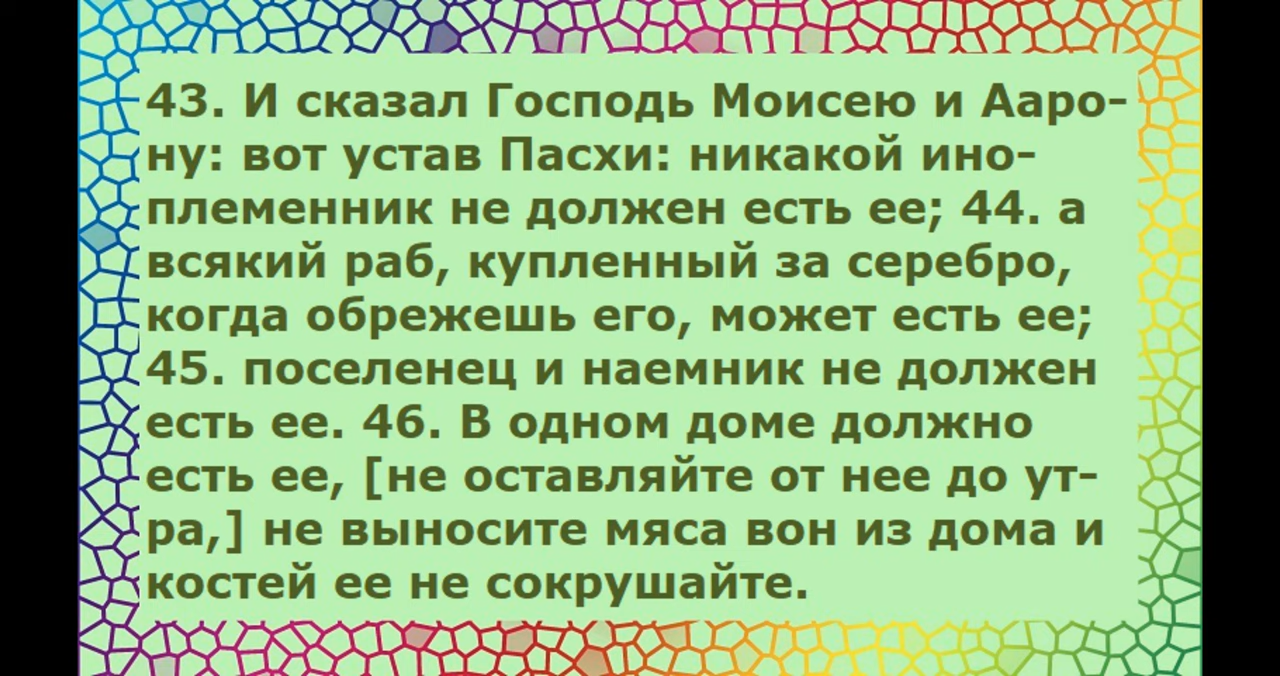 43. И сказал Господь Моисею и Ааро-
ну: вот устав Пасхи: никакой ино-
племенник не должен есть ее; 44. а
всякий раб, купленный за серебро,
когда обрежешь его, может есть ее;
45. поселенец и наемник не должен
есть ее. 46. В одном доме должно
есть ее, [не оставляйте от нее до ут-
ра,] не выносите мяса вон из дома и
костей ее не сокрушайте.